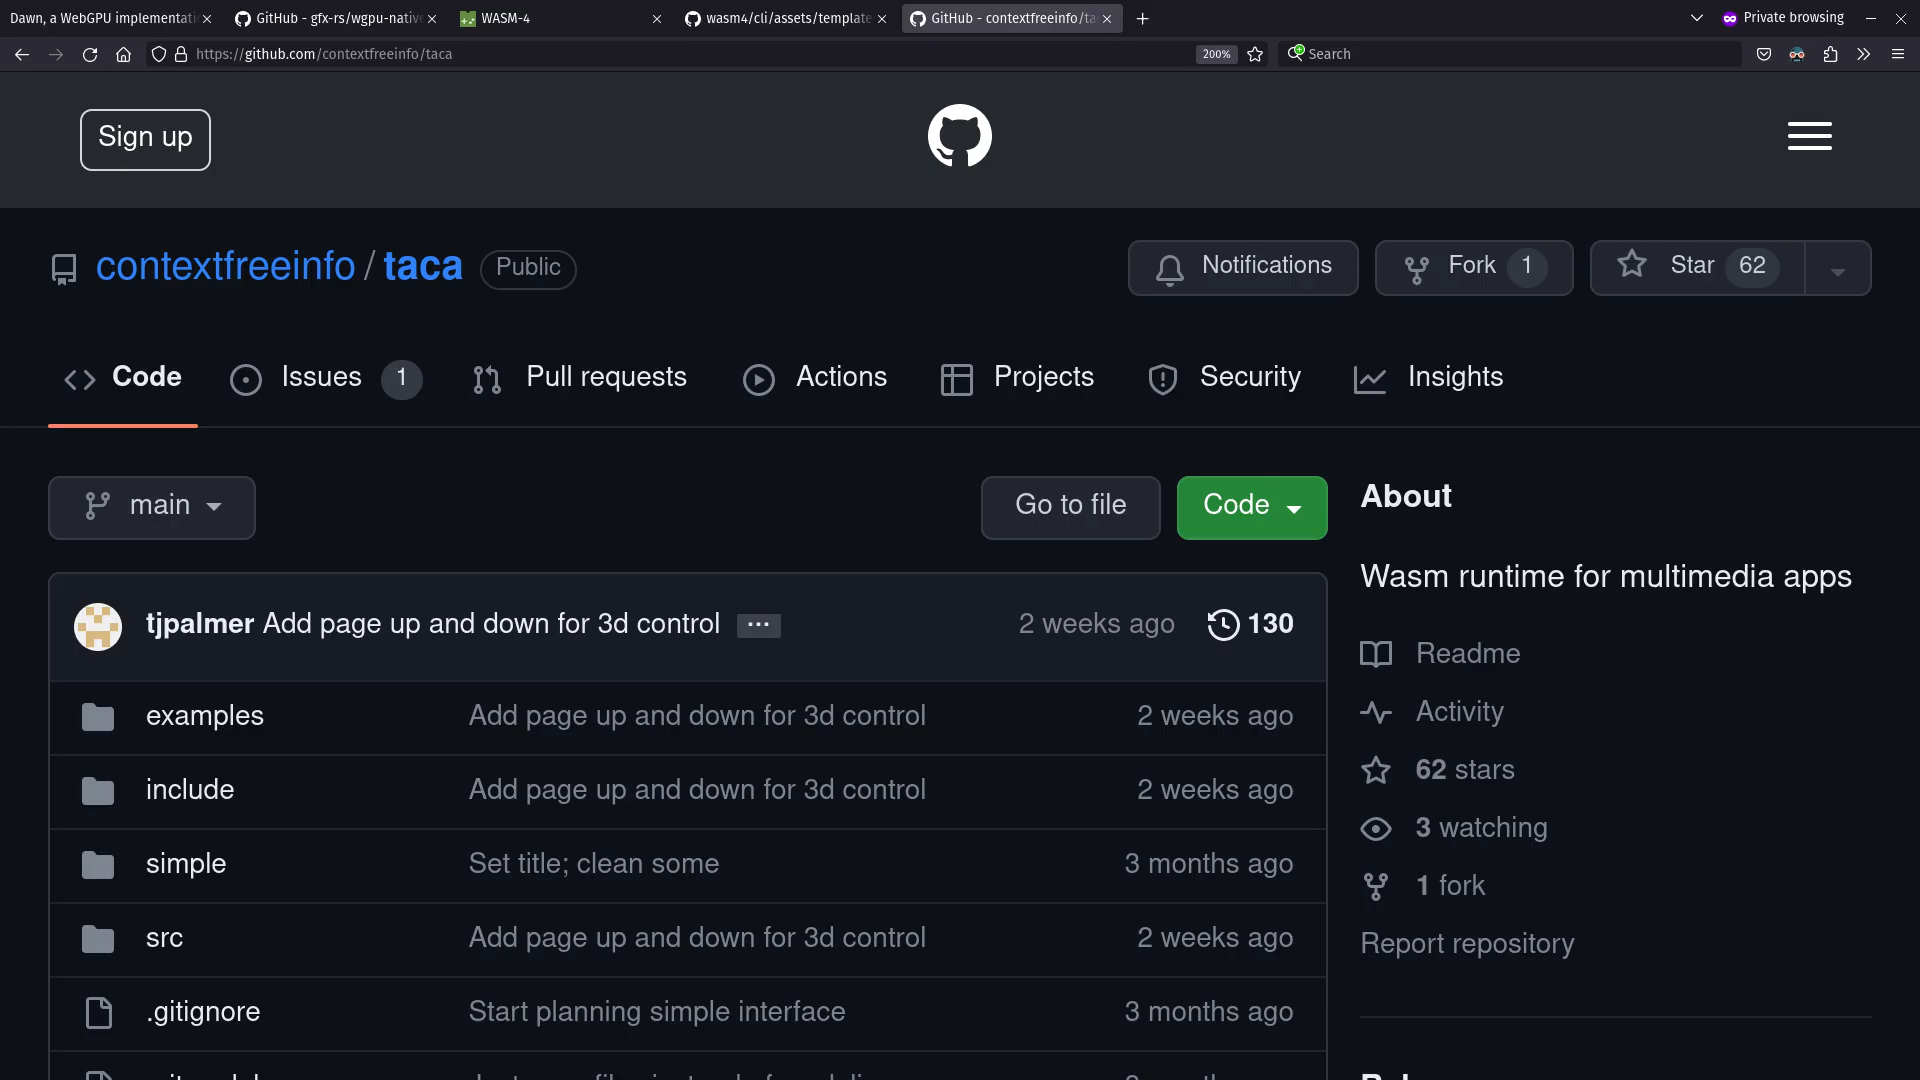 Dawn, a WebGPU implementati
GitHub - gfx-rs/wgpu-native
WASM-4
wasm4/cli/assets/template
GitHub - contextfreeinfo/ta
Private browsing
https://github.com/contextfreeinfo/taca
200%
Search
Sign up
contextfreeinfo / taca Public
Notifications
Fork 1
Star 62
Code
Issues 1
Pull requests
Actions
Projects
Security
Insights
main
Go to file
Code
tjpalmer Add page up and down for 3d control ... 2 weeks ago 130
examples Add page up and down for 3d control 2 weeks ago
include Add page up and down for 3d control 2 weeks ago
simple Set title; clean some 3 months ago
src Add page up and down for 3d control 2 weeks ago
.gitignore Start planning simple interface 3 months ago
About
Wasm runtime for multimedia apps
Readme
Activity
62 stars
3 watching
1 fork
Report repository